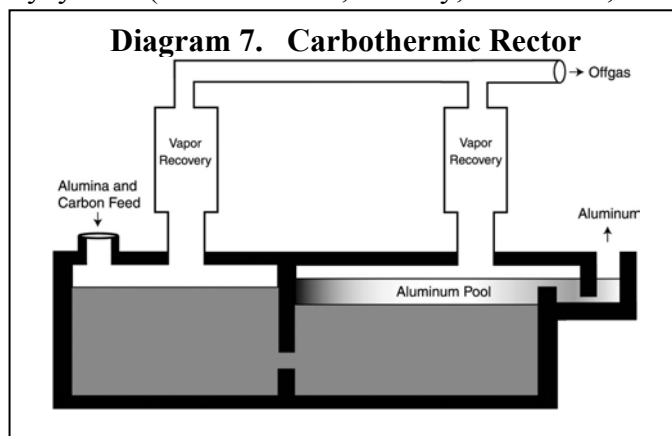 Diagram 7. Carbothermic Rector
→ Offgas
Vapor
Recovery
Vapor
Recovery
Alumina and
Carbon Feed
Aluminum
Aluminum Pool